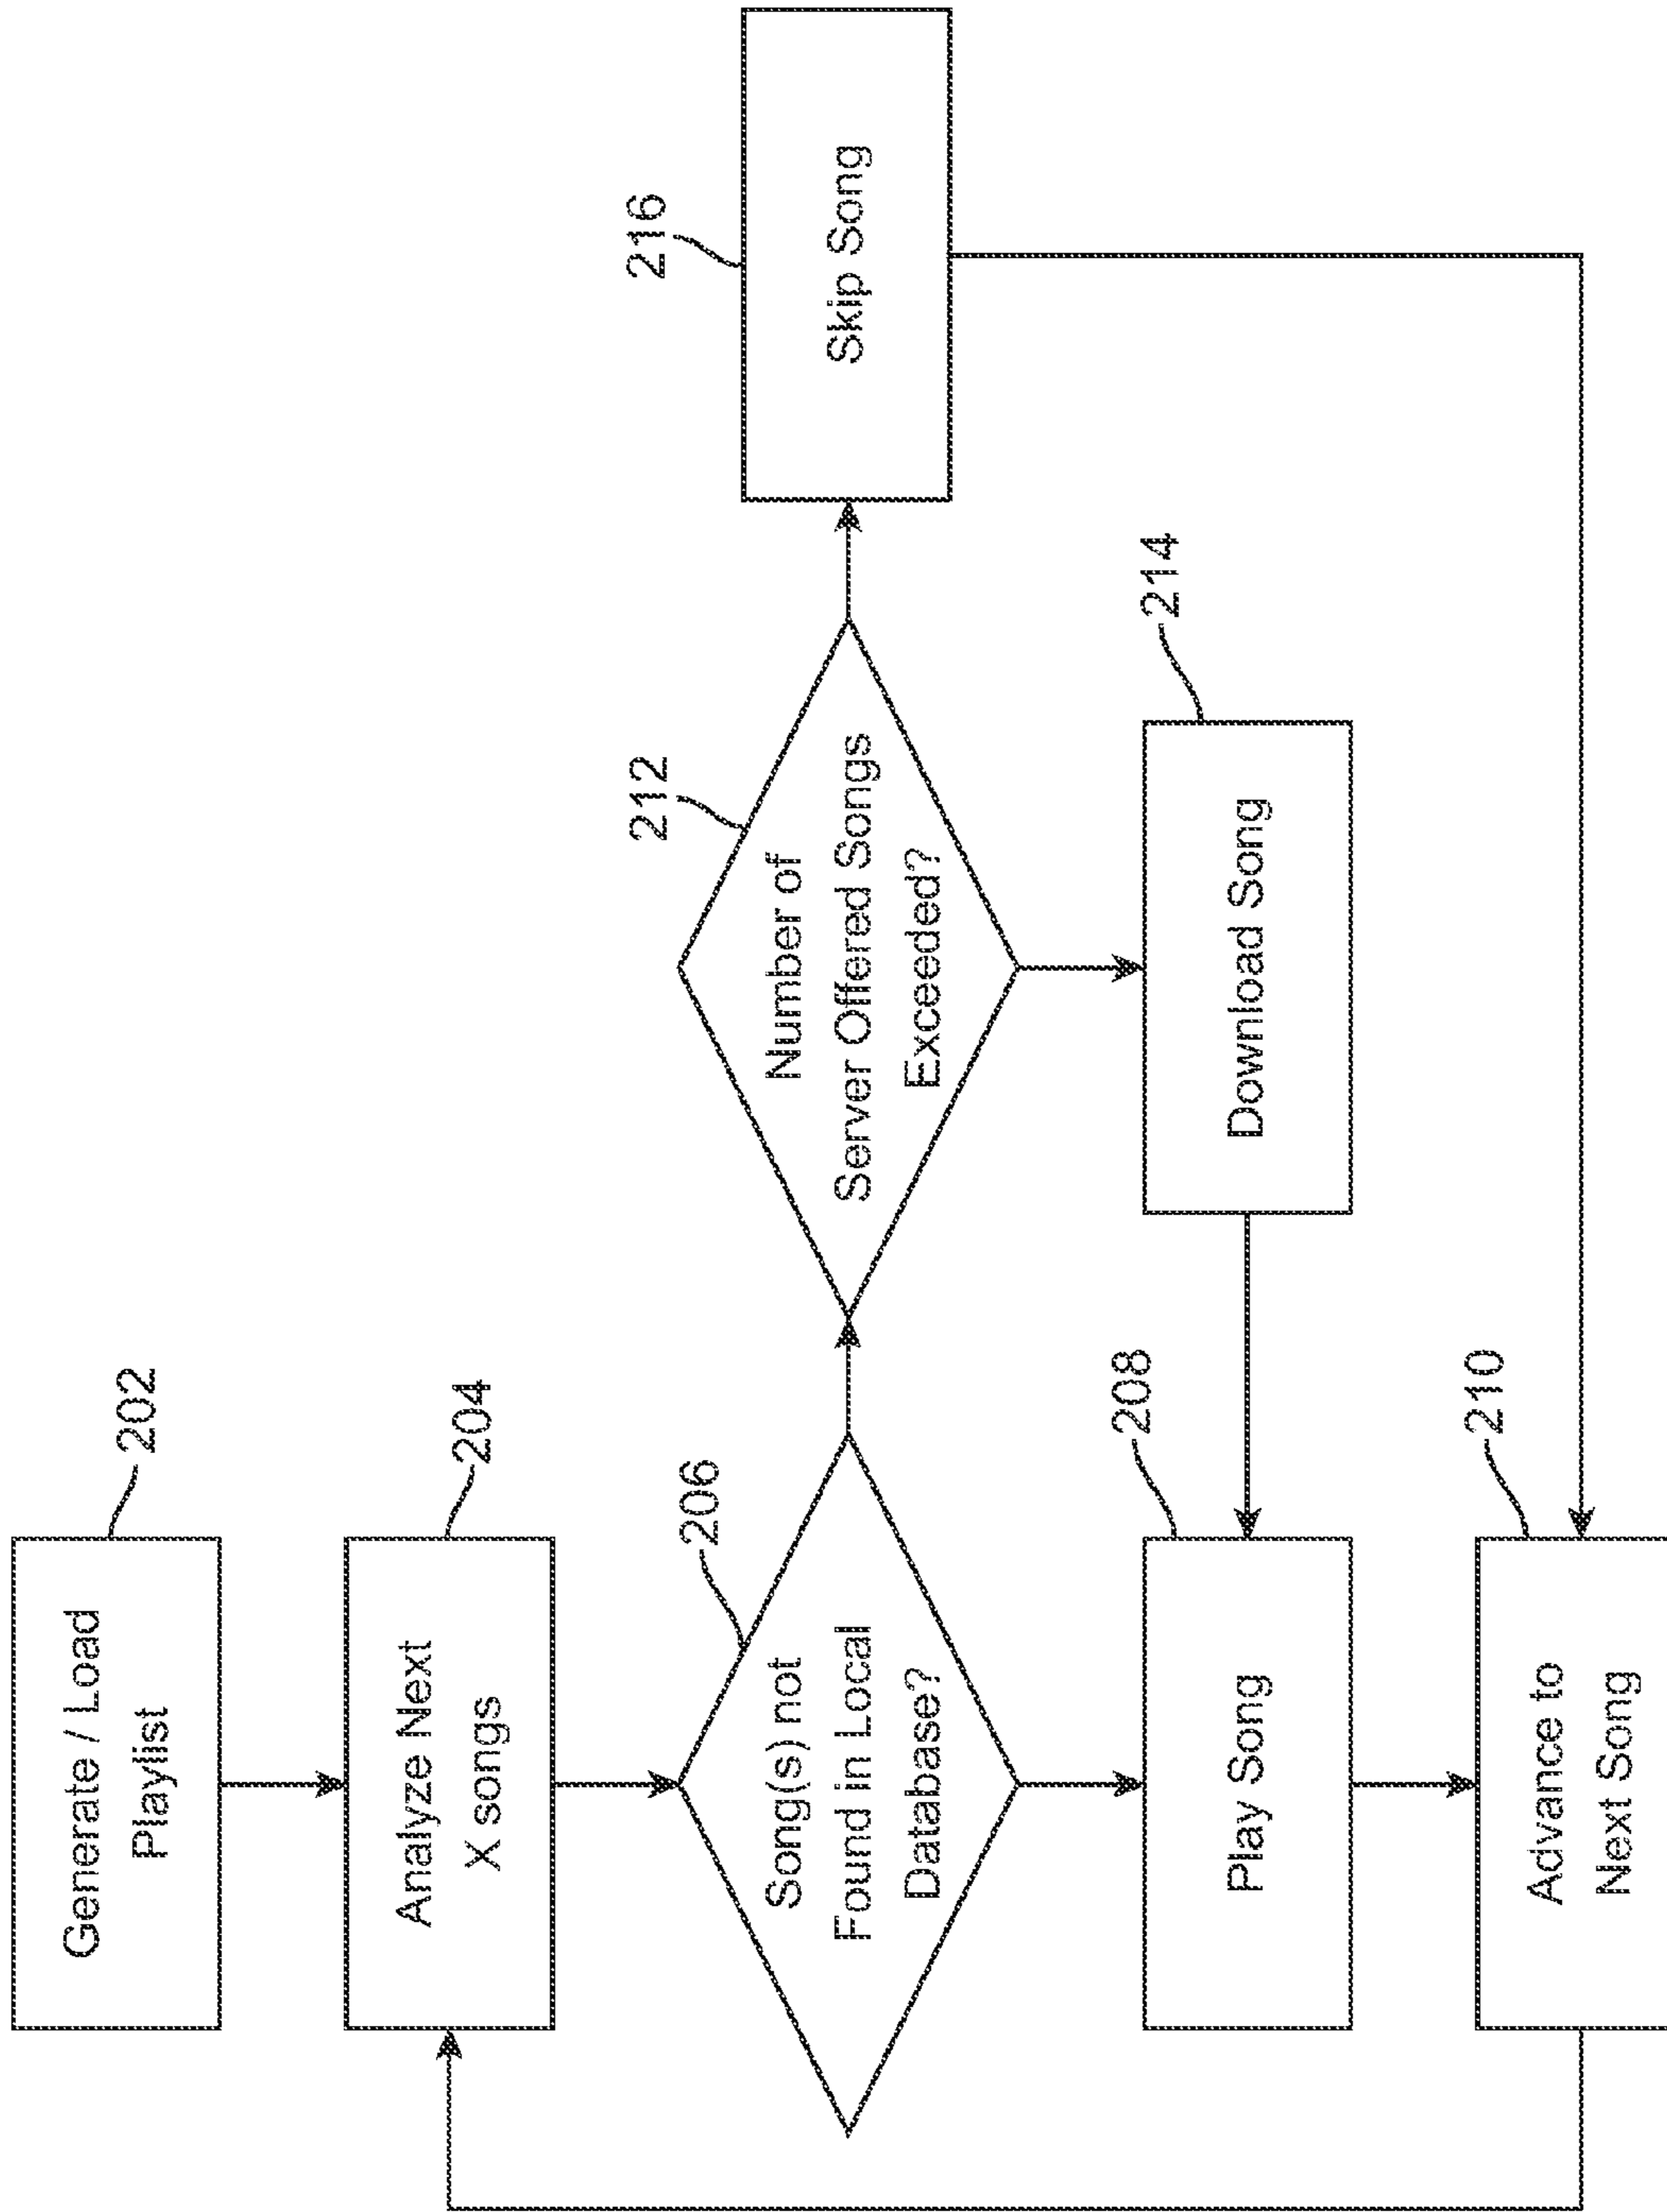 Generate / Load
Playlist
202
Analyze Next
X songs
204
Song(s) not
Found in Local
Database?
206
Number of
Server Offered Songs
Exceeded?
212
Skip Song
216
Play Song
208
Download Song
214
Advance to
Next Song
210